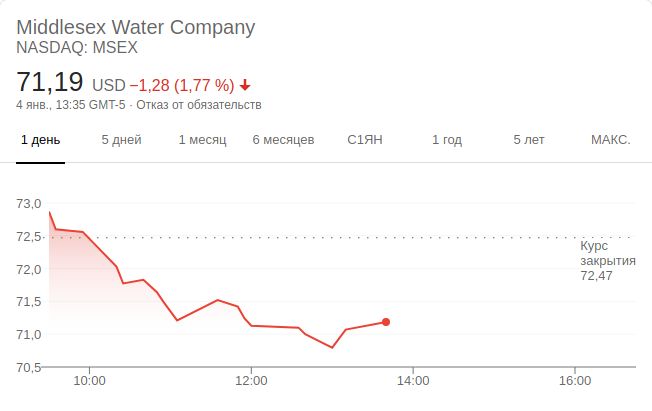 Middlesex Water Company
NASDAQ: MSEX
71,19 USD −1,28 (1,77 %)
4 янв., 13:35 GMT-5 · Отказ от обязательств
1 день 5 дней 1 месяц 6 месяцев С1ЯН 1 год 5 лет МАКС.
73,0
72,5
Курс
закрытия
72,47
72,0
71,5
71,0
70,5
10:00 12:00 14:00 16:00